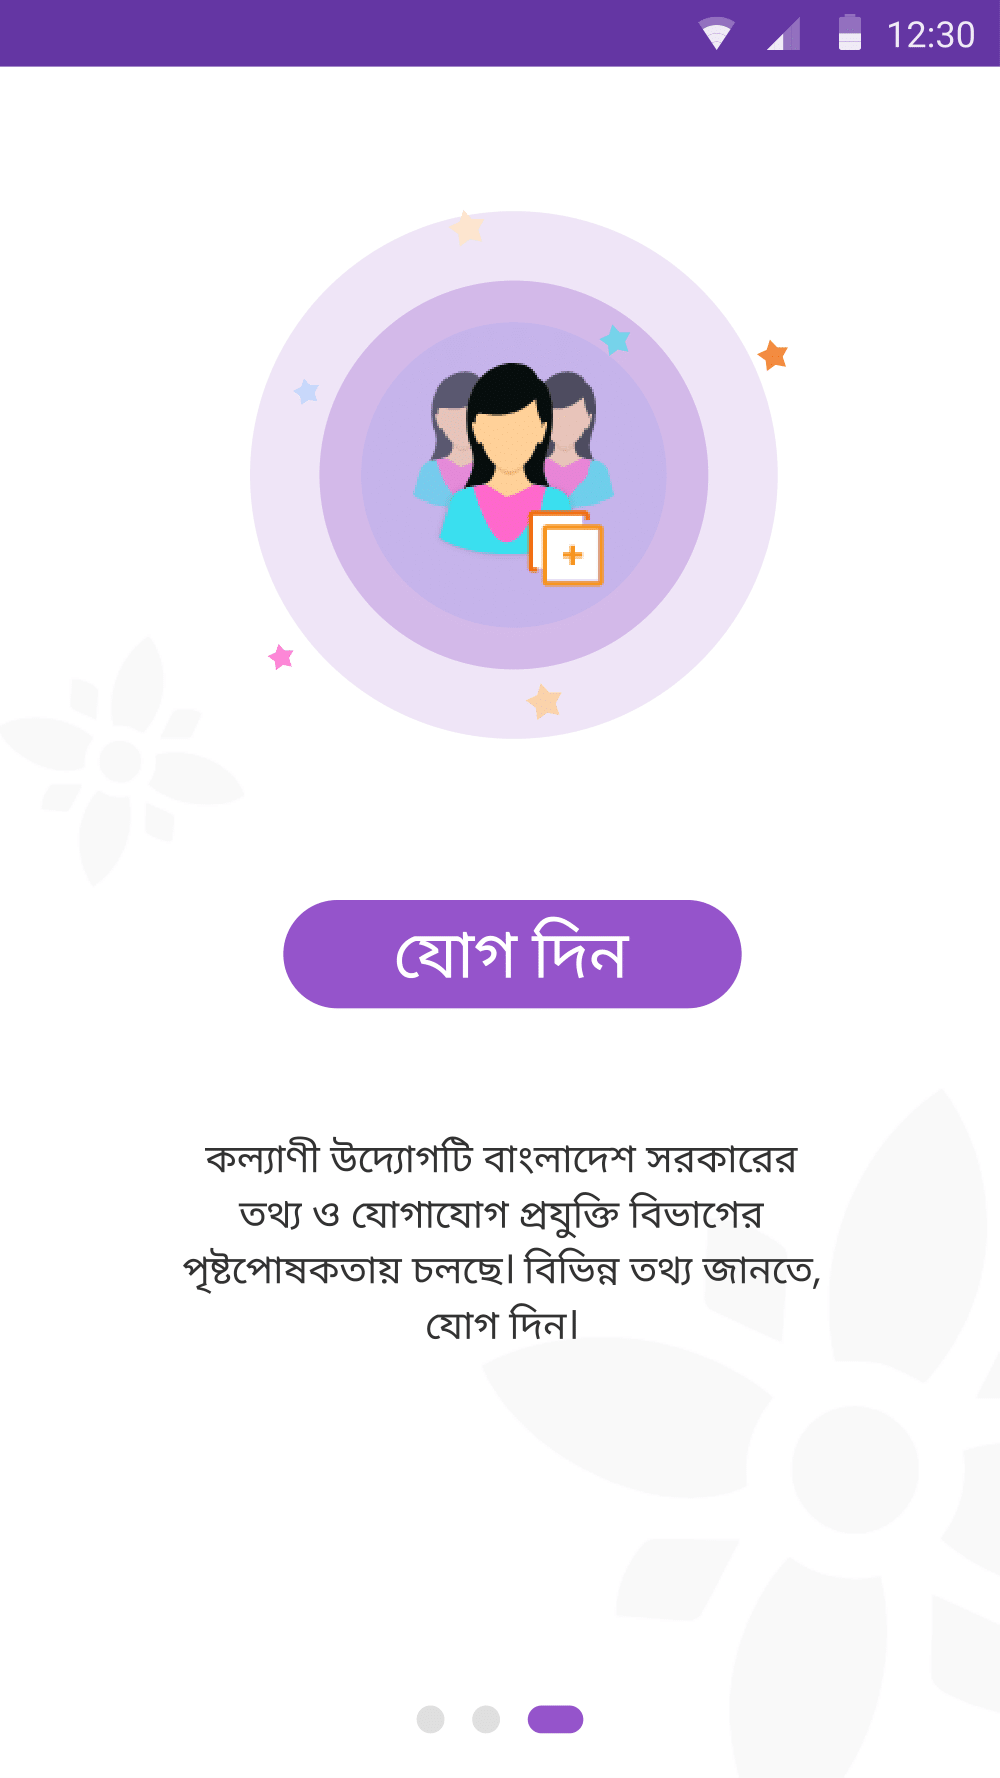 12:30
যোগ দিন
কল্যাণী উদ্যোগটি বাংলাদেশ সরকারের
তথ্য ও যোগাযোগ প্রযুক্তি বিভাগের
পৃষ্টপোষকতায় চলছে। বিভিন্ন তথ্য জানতে,
যোগ দিন।